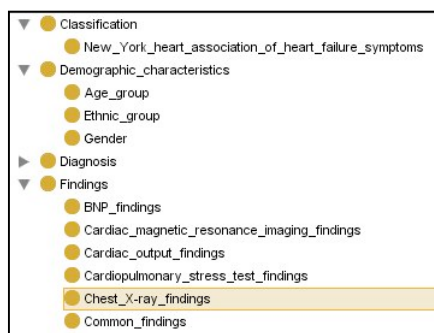 Classification
New_York_heart_association_of_heart_failure_symptoms
Demographic_characteristics
Age_group
Ethnic_group
Gender
Diagnosis
Findings
BNP_findings
Cardiac_magnetic_resonance_imaging_findings
Cardiac_output_findings
Cardiopulmonary_stress_test_findings
Chest_X-ray_findings
Common_findings